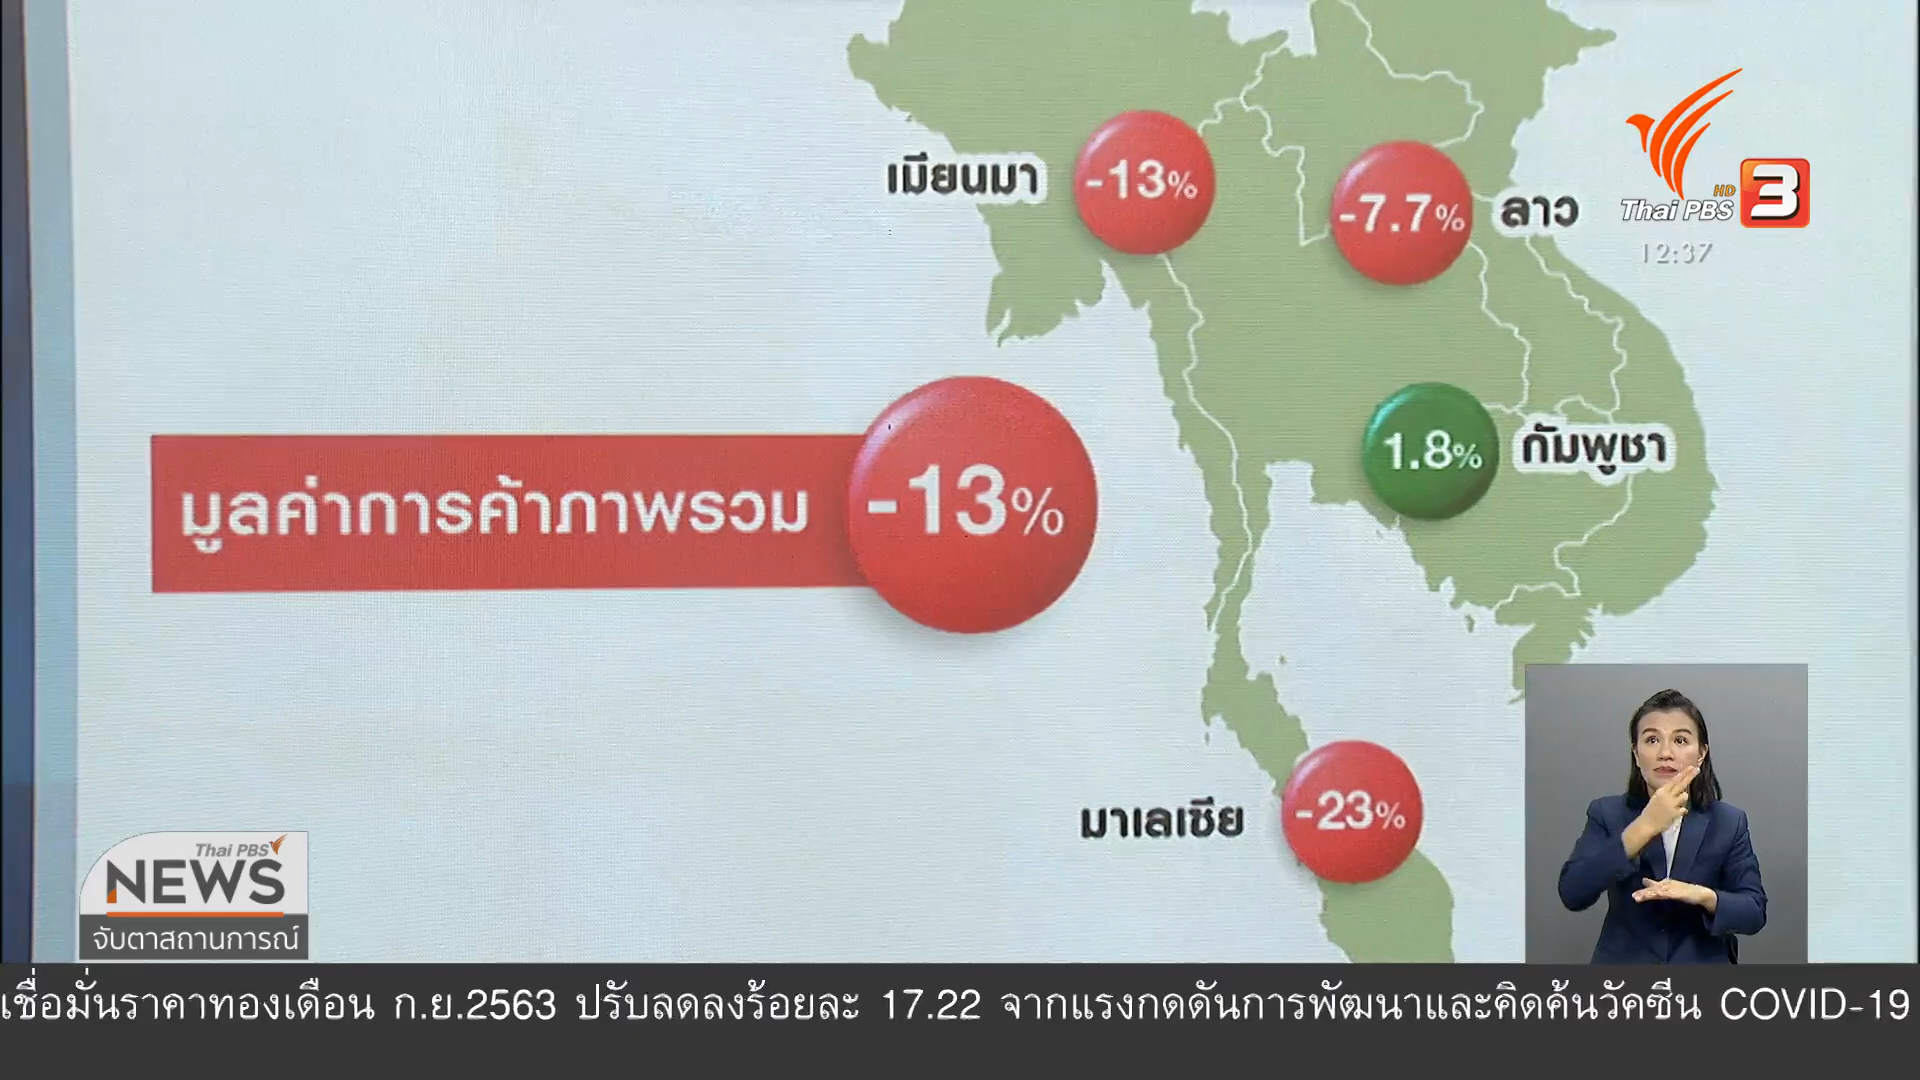 เมียนมา
-13%
-7.7%
ลาว
HD
Thai PBS 3
12:37
1.8%
กัมพูชา
มูลค่าการค้าภาพรวม
-13%
มาเลเซีย
-23%
Thai PBS
NEWS
จับตาสถานการณ์
เชื่อมั่นราคาทองเดือน ก.ย.2563 ปรับลดลงร้อยละ 17.22 จากแรงกดดันการพัฒนาและคิดค้นวัคซีน COVID-19